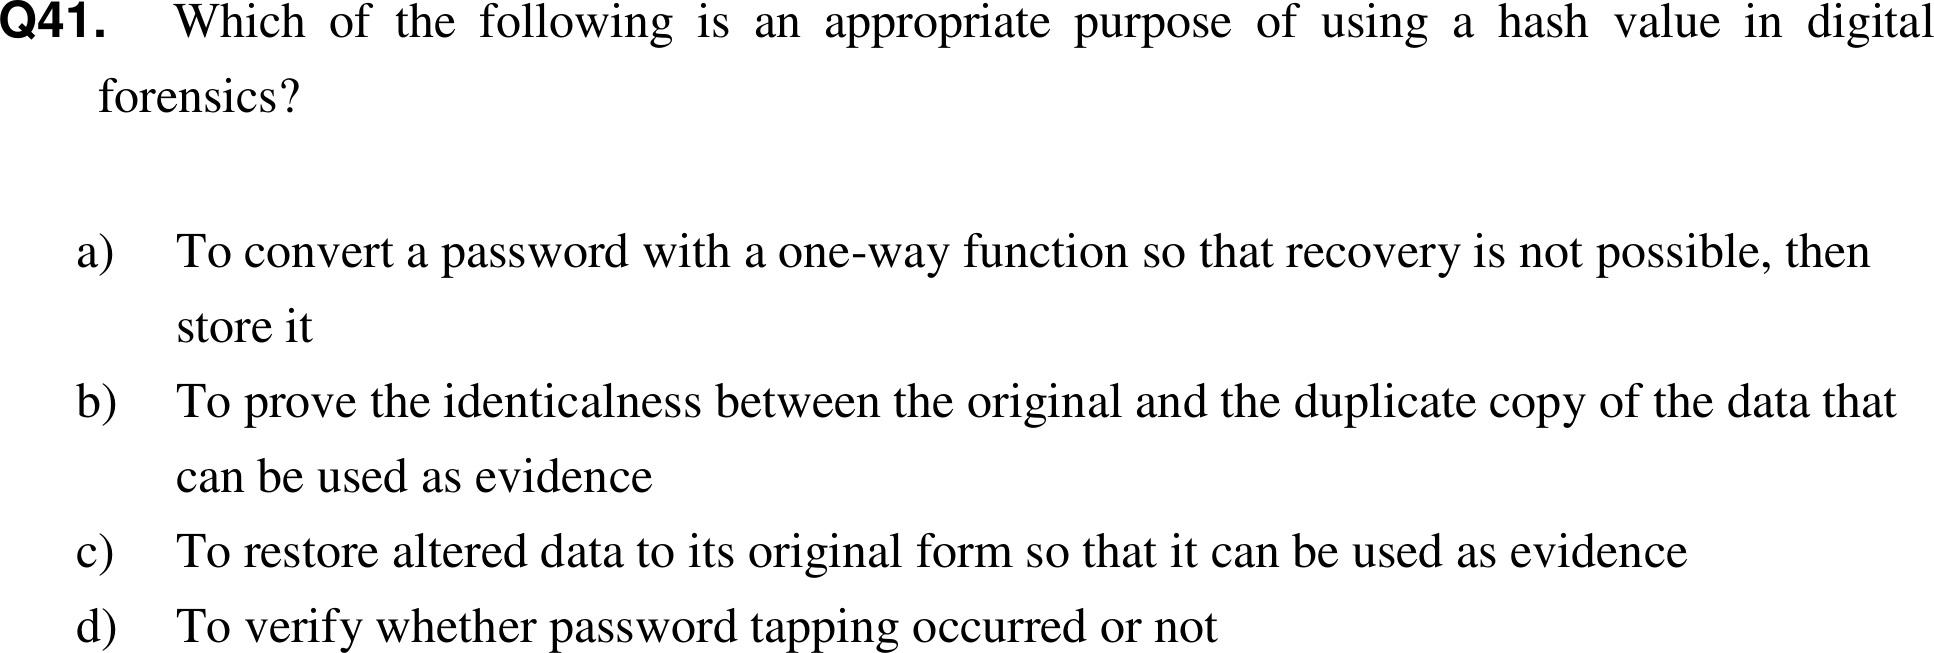 Q41. Which of the following is an appropriate purpose of using a hash value in digital
forensics?
a) To convert a password with a one-way function so that recovery is not possible, then
store it
b) To prove the identicalness between the original and the duplicate copy of the data that
can be used as evidence
c) To restore altered data to its original form so that it can be used as evidence
d) To verify whether password tapping occurred or not